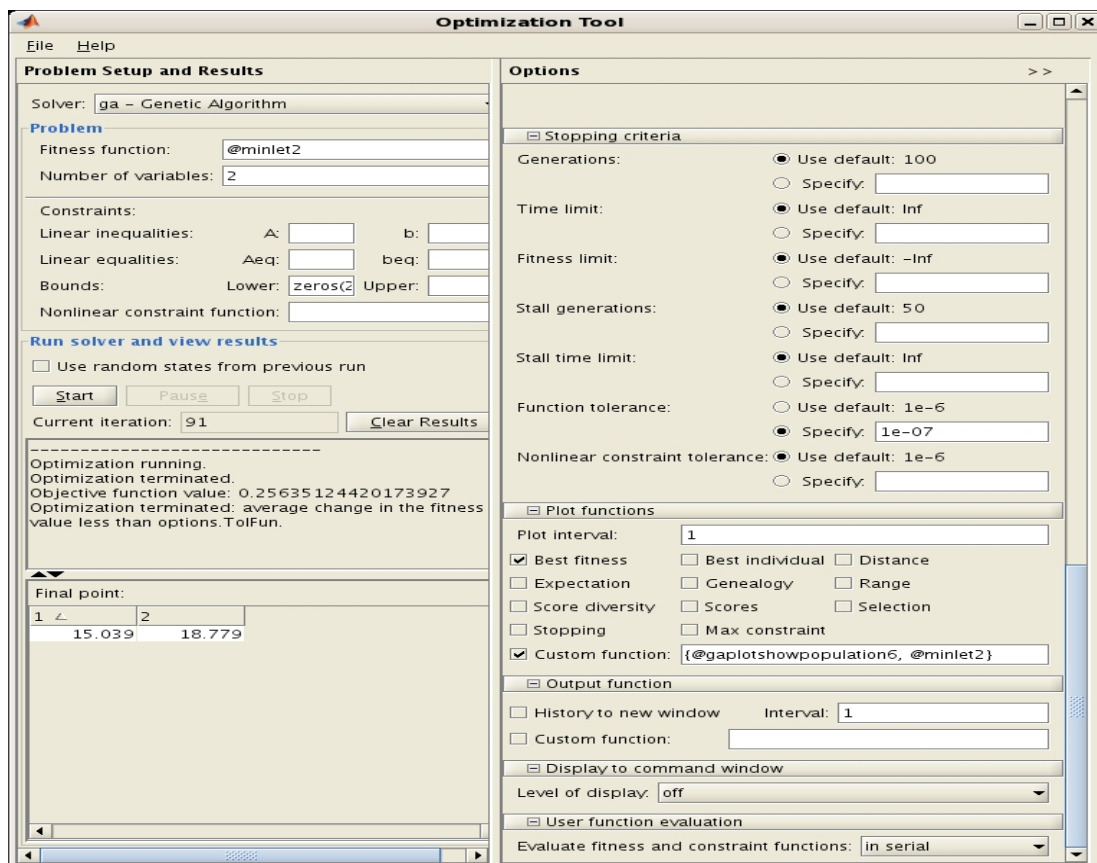 Optimization Tool
File Help
Problem Setup and Results
Solver: ga - Genetic Algorithm
Problem
Fitness function: @minlet2
Number of variables: 2
Constraints:
Linear inequalities: A: b:
Linear equalities: Aeq: beq:
Bounds: Lower: zeros(2 Upper:
Nonlinear constraint function:
Run solver and view results
Use random states from previous run
Start Pause Stop
Current iteration: 91 Clear Results
------------------------------
Optimization running.
Optimization terminated.
Objective function value: 0.25635124420173927
Optimization terminated: average change in the fitness
value less than options.TolFun.
Final point:
1 2
15.039 18.779
Options >>
Stopping criteria
Generations: Use default: 100
Specify:
Time limit: Use default: Inf
Specify:
Fitness limit: Use default: -Inf
Specify:
Stall generations: Use default: 50
Specify:
Stall time limit: Use default: Inf
Specify:
Function tolerance: Use default: 1e-6
Specify: 1e-07
Nonlinear constraint tolerance: Use default: 1e-6
Specify:
Plot functions
Plot interval: 1
Best fitness Best individual Distance
Expectation Genealogy Range
Score diversity Scores Selection
Stopping Max constraint
Custom function: {@gaplotshowpopulation6, @minlet2}
Output function
History to new window Interval: 1
Custom function:
Display to command window
Level of display: off
User function evaluation
Evaluate fitness and constraint functions: in serial